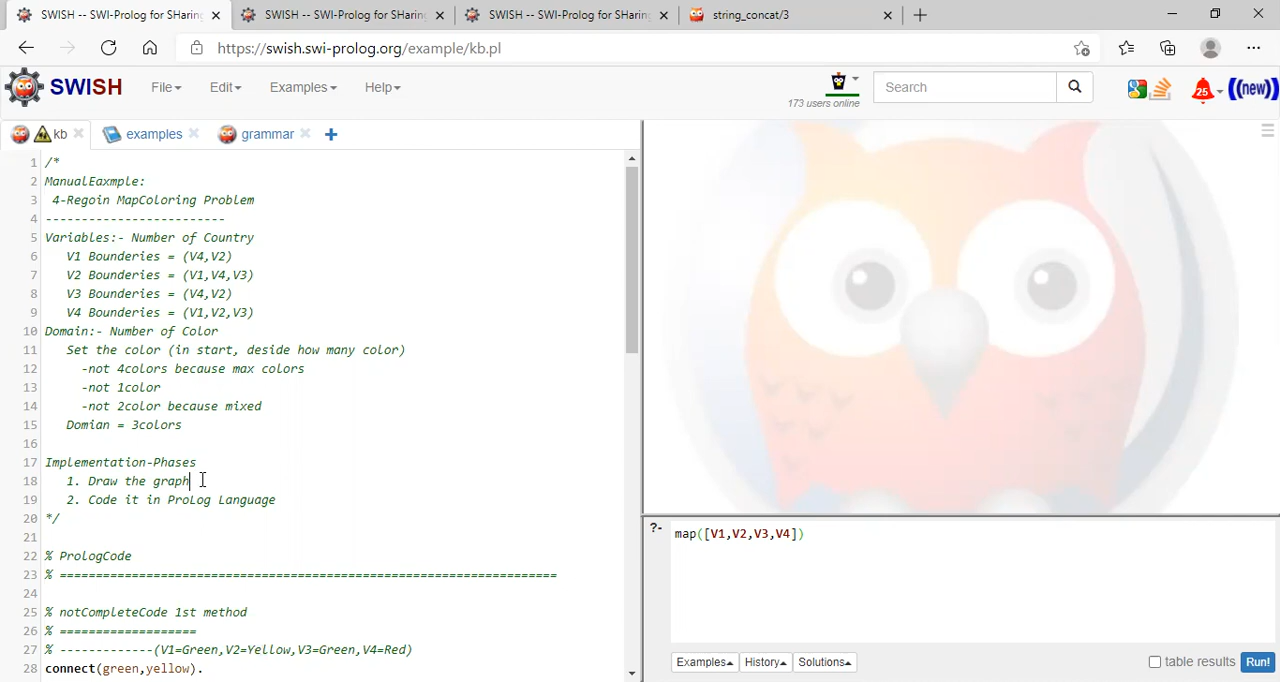 SWISH -- SWI-Prolog for SHaring
SWISH -- SWI-Prolog for SHaring
SWISH -- SWI-Prolog for SHaring
string_concat/3
https://swish.swi-prolog.org/example/kb.pl
SWISH File Edit Examples Help
173 users online
Search
25
((new))
kb examples grammar
1 /*
2 ManualEaxmple:
3 4-Regoin MapColoring Problem
4 -------------------------
5 Variables:- Number of Country
6 V1 Bounderies = (V4,V2)
7 V2 Bounderies = (V1,V4,V3)
8 V3 Bounderies = (V4,V2)
9 V4 Bounderies = (V1,V2,V3)
10 Domain:- Number of Color
11 Set the color (in start, deside how many color)
12 -not 4colors because max colors
13 -not 1color
14 -not 2color because mixed
15 Domian = 3colors
16
17 Implementation-Phases
18 1. Draw the graph
19 2. Code it in ProLog Language
20 */
21
22 % PrologCode
23 % =====================================================================
24
25 % notCompleteCode 1st method
26 % ===================
27 % -------------(V1=Green,V2=Yellow,V3=Green,V4=Red)
28 connect(green,yellow).
?- map([V1,V2,V3,V4])
Examples History Solutions
table results Run!